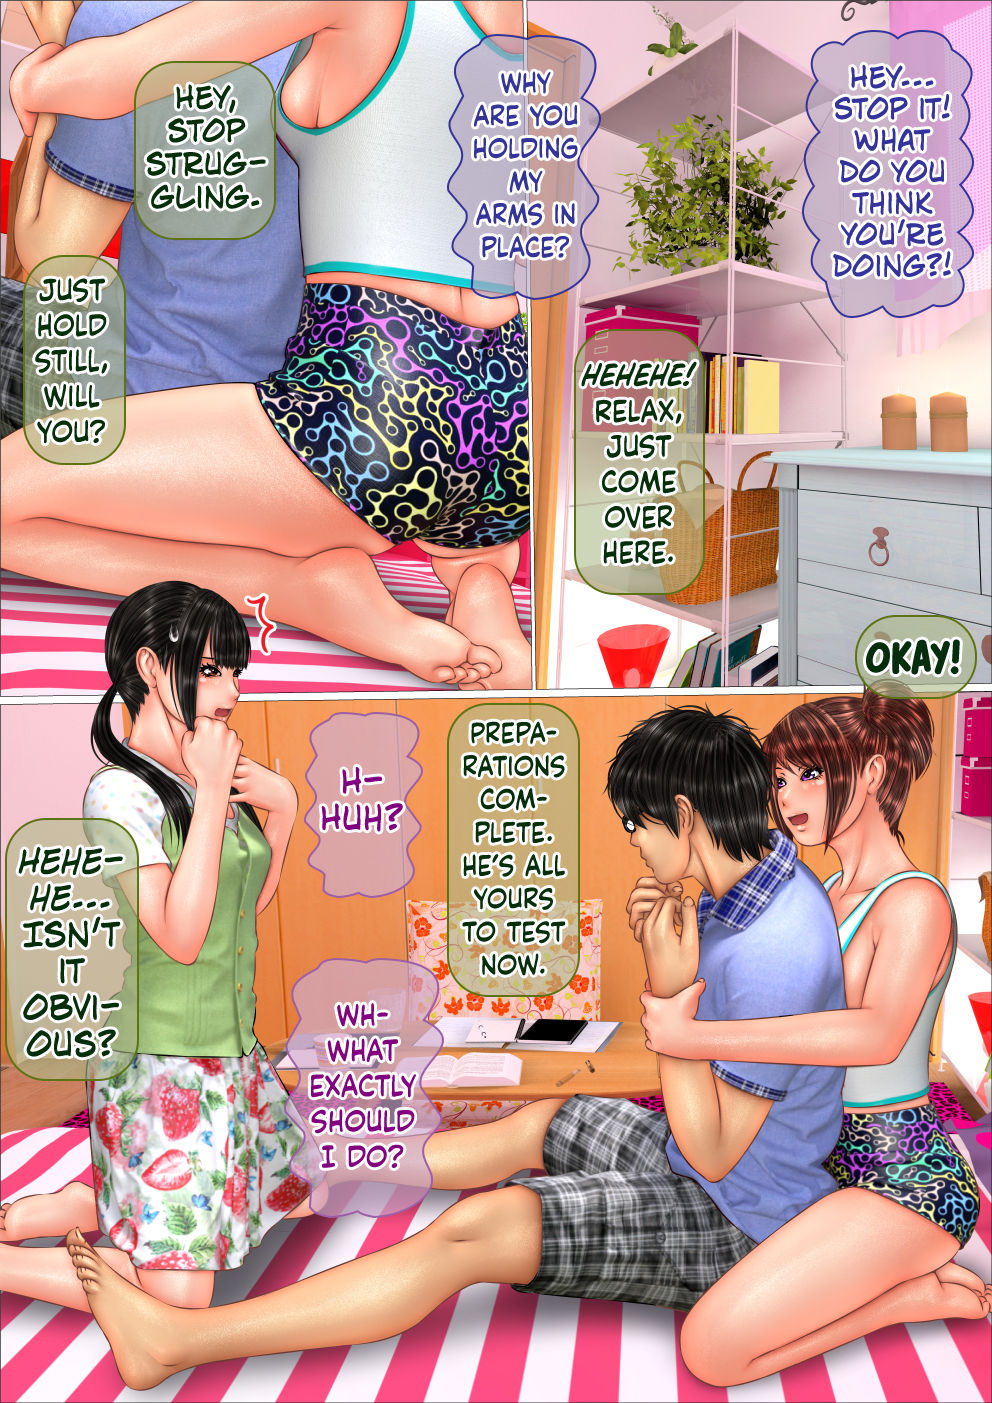 HEY...
STOP IT!
WHAT
DO YOU
THINK
YOU'RE
DOING?!
HEHEHE!
RELAX,
JUST
COME
OVER
HERE.
WHY
ARE YOU
HOLDING
MY
ARMS IN
PLACE?
HEY,
STOP
STRUG-
GLING.
JUST
HOLD
STILL,
WILL
YOU?
OKAY!
PREPA-
RATIONS
COM-
PLETE.
HE'S ALL
YOURS
TO TEST
NOW.
H-
HUH?
WH-
WHAT
EXACTLY
SHOULD
I DO?
HEHE-
HE...
ISN'T
IT
OBVI-
OUS?